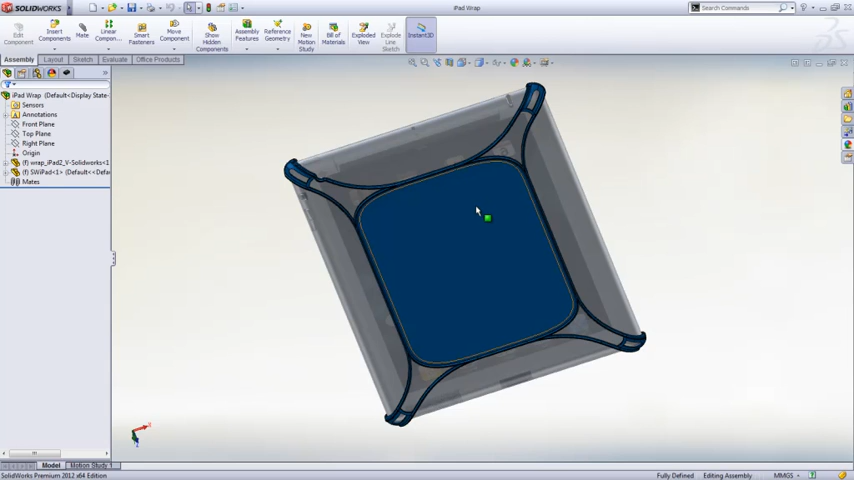 SOLIDWORKS
iPad Wrap
Search Commands
Edit Component
Insert Components
Mate
Linear Com...
Smart Fasteners
Move Component
Show Hidden Components
Assembly Features
Reference Geometry
New Motion Study
Bill of Materials
Exploded View
Explode Line Sketch
Instant3D
Assembly
Layout
Sketch
Evaluate
Office Products
iPad Wrap (Default<Display State-
Sensors
Annotations
Front Plane
Top Plane
Right Plane
Origin
(f) wrap_iPad2_V-Solidworks<1
(f) SWiPad<1> (Default<<Defa
Mates
Model
Motion Study 1
SolidWorks Premium 2012 x64 Edition
Fully Defined
Editing Assembly
MMGS